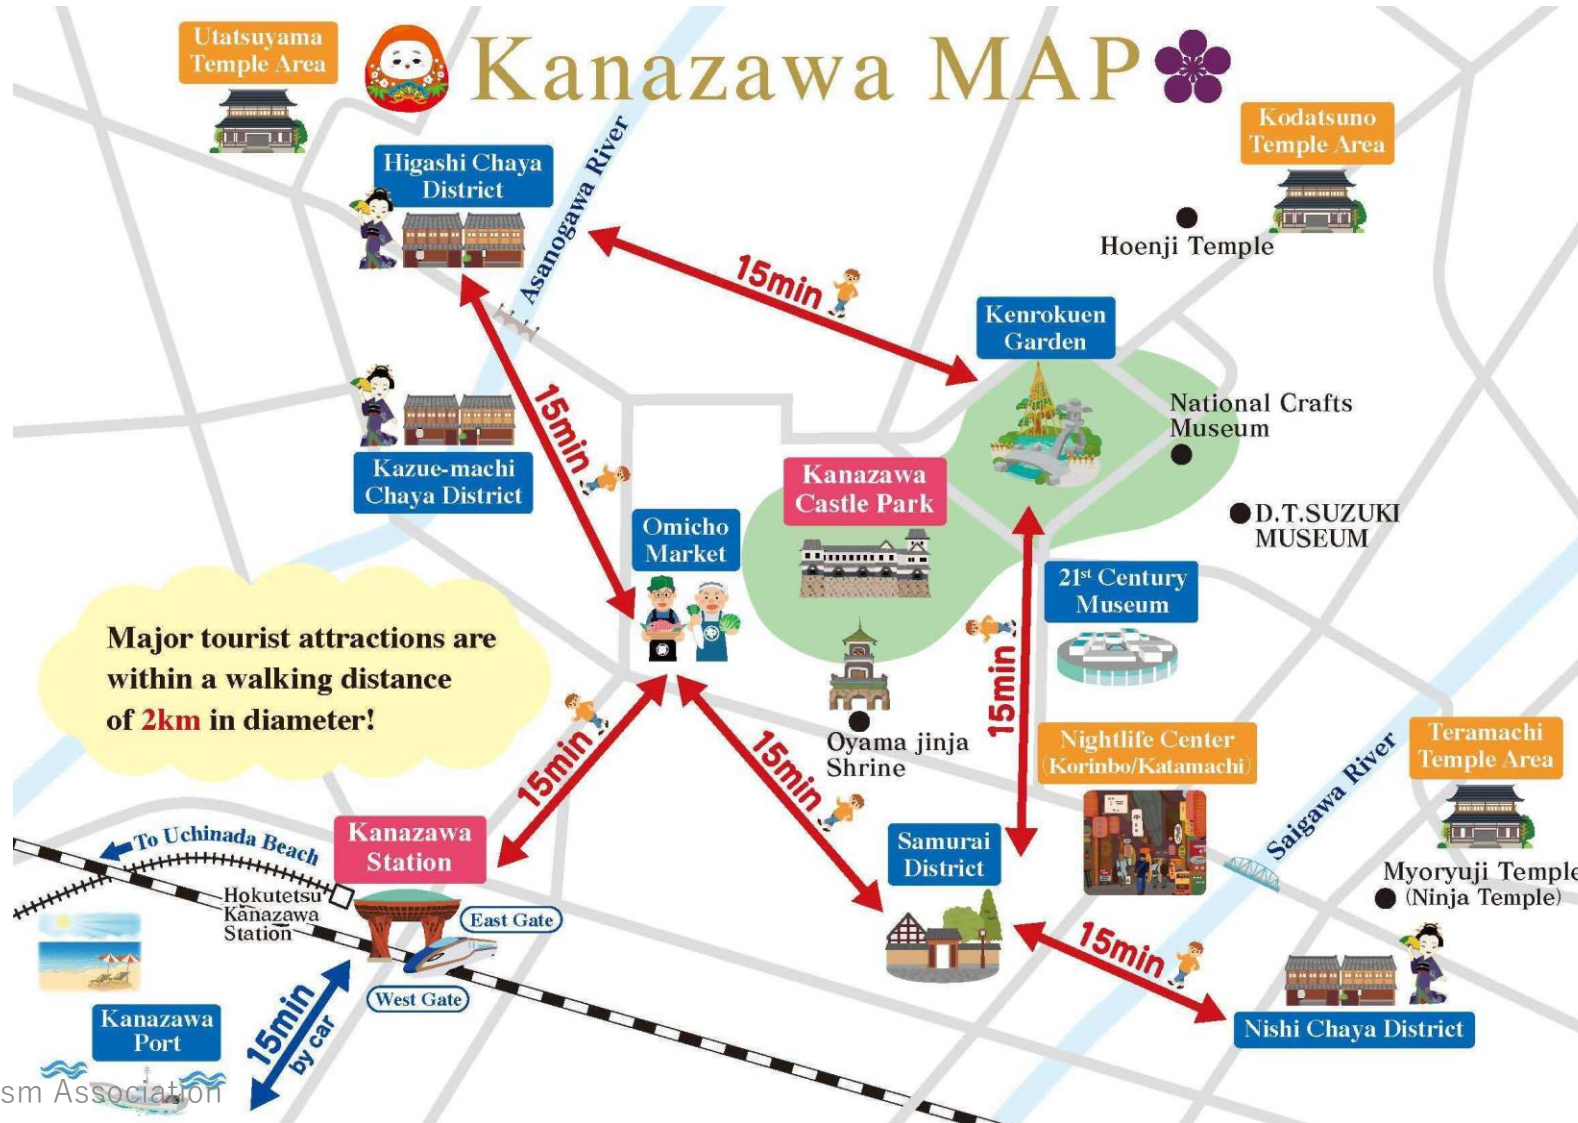 Kanazawa MAP
Utatsuyama
Temple Area
Higashi Chaya
District
Asanogawa River
Kodatsuno
Temple Area
Hoenji Temple
15min
Kenrokuen
Garden
15min
National Crafts
Museum
Kazue-machi
Chaya District
Kanazawa
Castle Park
Omicho
Market
D.T.SUZUKI
MUSEUM
21st Century
Museum
Major tourist attractions are
within a walking distance
of 2km in diameter!
15min
15min
15min
Oyama jinja
Shrine
Nightlife Center
(Korinbo/Katamachi)
Saigawa River
Teramachi
Temple Area
To Uchinada Beach
Kanazawa
Station
Samurai
District
Myoryuji Temple
(Ninja Temple)
Hokutetsu
Kanazawa
Station
East Gate
West Gate
15min
Nishi Chaya District
Kanazawa
Port
15min
by car
sm Association